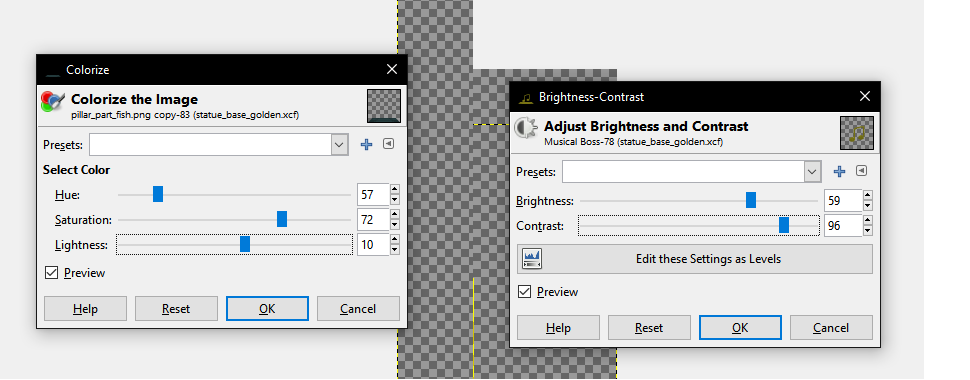 Colorize
Colorize the Image
pillar_part_fish.png copy-83 (statue_base_golden.xcf)
Presets:
Select Color
Hue: 57
Saturation: 72
Lightness: 10
Preview
Help Reset OK Cancel
Brightness-Contrast
Adjust Brightness and Contrast
Musical Boss-78 (statue_base_golden.xcf)
Presets:
Brightness: 59
Contrast: 96
Edit these Settings as Levels
Preview
Help Reset OK Cancel